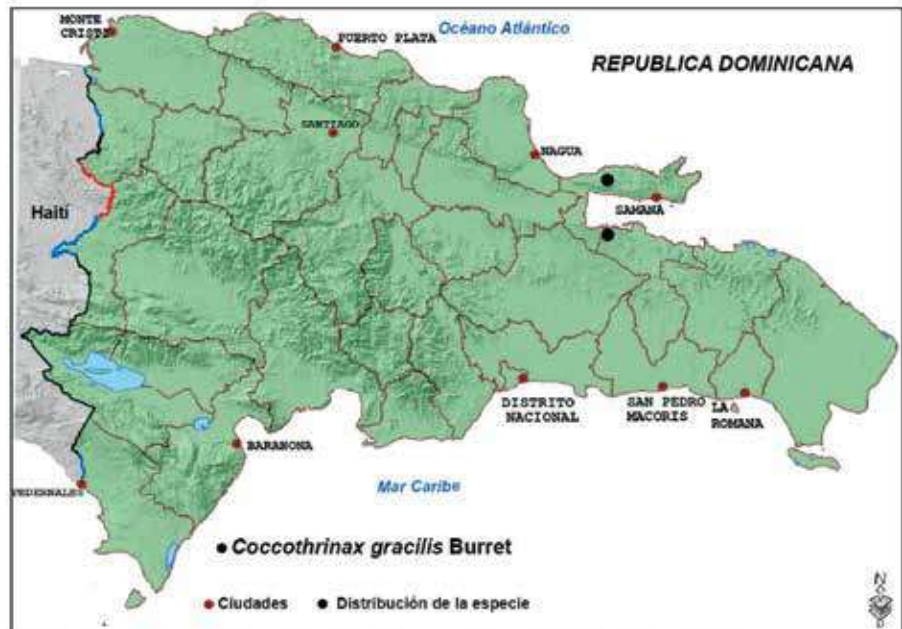 MONTE
CRISTI
PUERTO PLATA
Océano Atlántico
REPUBLICA DOMINICANA
SANTIAGO
NAGUA
SAMANA
Haití
DISTRITO
NACIONAL
SAN PEDRO
MACORIS
LA
ROMANA
BARAHONA
PEDERNALES
Mar Caribe
Coccothrinax gracilis Burret
Ciudades
Distribución de la especie
N